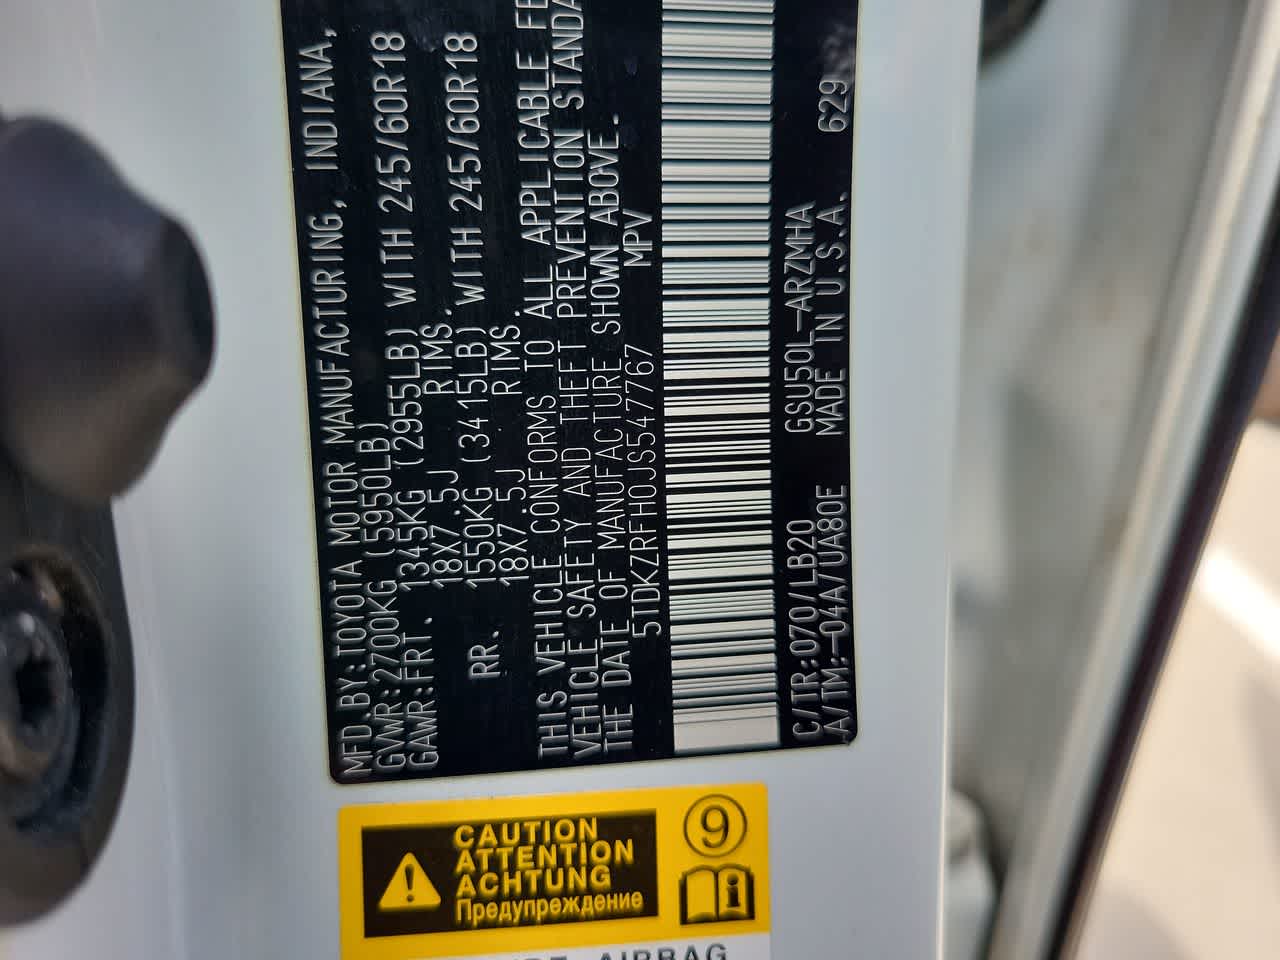 MFD.BY:TOYOTA MOTOR MANUFACTURING, INDIANA,
GVWR:2700KG (5950LB)
GAWR:FRT. 1345KG (2955LB) WITH 245/60R18
18X7.5J RIMS.
RR. 1550KG (3415LB) WITH 245/60R18
18X7.5J RIMS.
THIS VEHICLE CONFORMS TO ALL APPLICABLE
VEHICLE SAFETY AND THEFT PREVENTION
THE DATE OF MANUFACTURE SHOWN ABOVE.
5TDKZRFH0JS547767 MPV
C/TR:070/LB20 GSU50L-ARZMHA
A/TM:-04A/UA80E MADE IN U.S.A. 629
CAUTION
ATTENTION
ACHTUNG
Предупреждение
9
i
AIRBAG